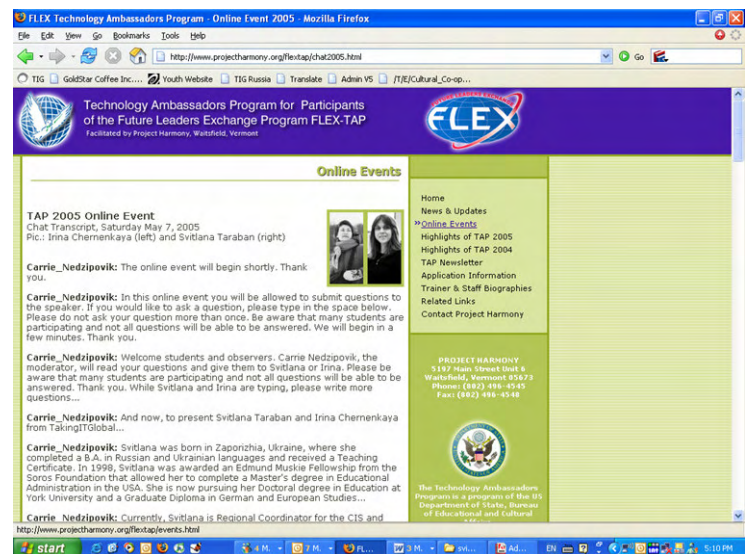 FLEX Technology Ambassadors Program - Online Event 2005 - Mozilla Firefox
File Edit View Go Bookmarks Tools Help
http://www.projectharmony.org/flextap/chat2005.html
Go
TIG GoldStar Coffee Inc.... Youth Website TIG Russia Translate Admin V5 /T/E/Cultural_Co-op...
Technology Ambassadors Program for Participants
of the Future Leaders Exchange Program FLEX-TAP
Facilitated by Project Harmony, Waitsfield, Vermont
FUTURE LEADERS EXCHANGE
FLEX
Online Events
TAP 2005 Online Event
Chat Transcript, Saturday May 7, 2005
Pic.: Irina Chernenkaya (left) and Svitlana Taraban (right)
Carrie_Nedzipovik: The online event will begin shortly. Thank
you.
Carrie_Nedzipovik: In this online event you will be allowed to submit questions to
the speaker. If you would like to ask a question, please type in the space below.
Please do not ask your question more than once. Be aware that many students are
participating and not all questions will be able to be answered. We will begin in a
few minutes. Thank you.
Carrie_Nedzipovik: Welcome students and observers. Carrie Nedzipovik, the
moderator, will read your questions and give them to Svitlana or Irina. Please be
aware that many students are participating and not all questions will be able to be
answered. Thank you. While Svitlana and Irina are typing, please write more
questions...
Carrie_Nedzipovik: And now, to present Svitlana Taraban and Irina Chernenkaya
from TakingITGlobal...
Carrie_Nedzipovik: Svitlana was born in Zaporizhia, Ukraine, where she
completed a B.A. in Russian and Ukrainian languages and received a Teaching
Certificate. In 1998, Svitlana was awarded an Edmund Muskie Fellowship from the
Soros Foundation that allowed her to complete a Master's degree in Educational
Administration in the USA. She is now pursuing her Doctoral degree in Education at
York University and a Graduate Diploma in German and European Studies...
Carrie_Nedzipovik: Currently, Svitlana is Regional Coordinator for the CIS and
Home
News & Updates
»Online Events
Highlights of TAP 2005
Highlights of TAP 2004
TAP Newsletter
Application Information
Trainer & Staff Biographies
Related Links
Contact Project Harmony
PROJECT HARMONY
5197 Main Street Unit 6
Waitsfield, Vermont 05673
Phone: (802) 496-4545
Fax: (802) 496-4548
The Technology Ambassadors
Program is a program of the US
Department of State, Bureau
of Educational and Cultural
http://www.projectharmony.org/flextap/events.html
start 4 M. 7 M. FL... 3 M. svi... Ad... EN 5:10 PM